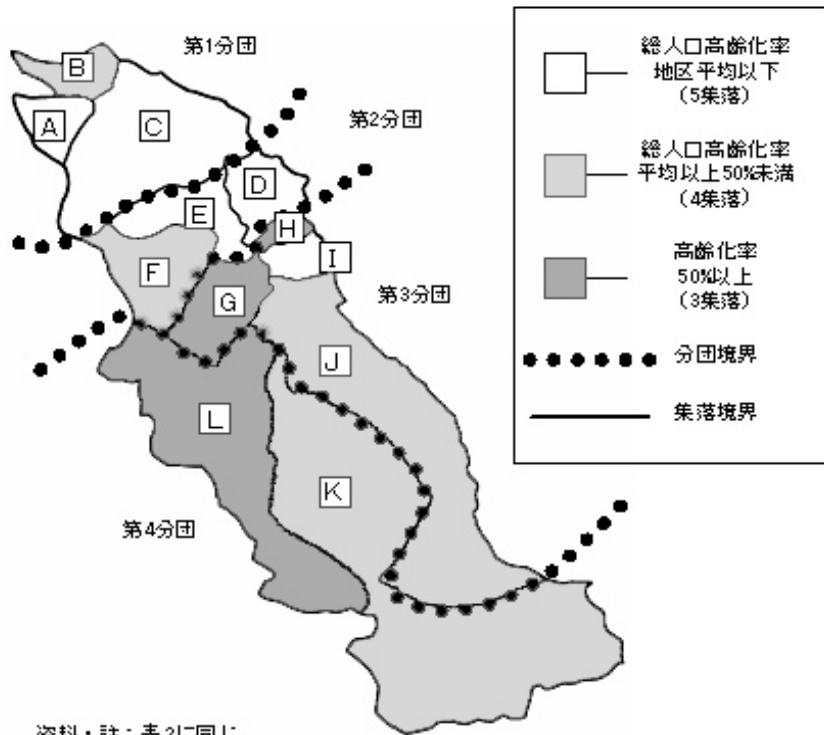 第1分団
B
A
C
第2分団
D
E
H
I
F
G
第3分団
J
L
K
第4分団
総人口高齢化率
地区平均以下
（5集落）
総人口高齢化率
平均以上50%未満
（4集落）
高齢化率
50%以上
（3集落）
分団境界
集落境界